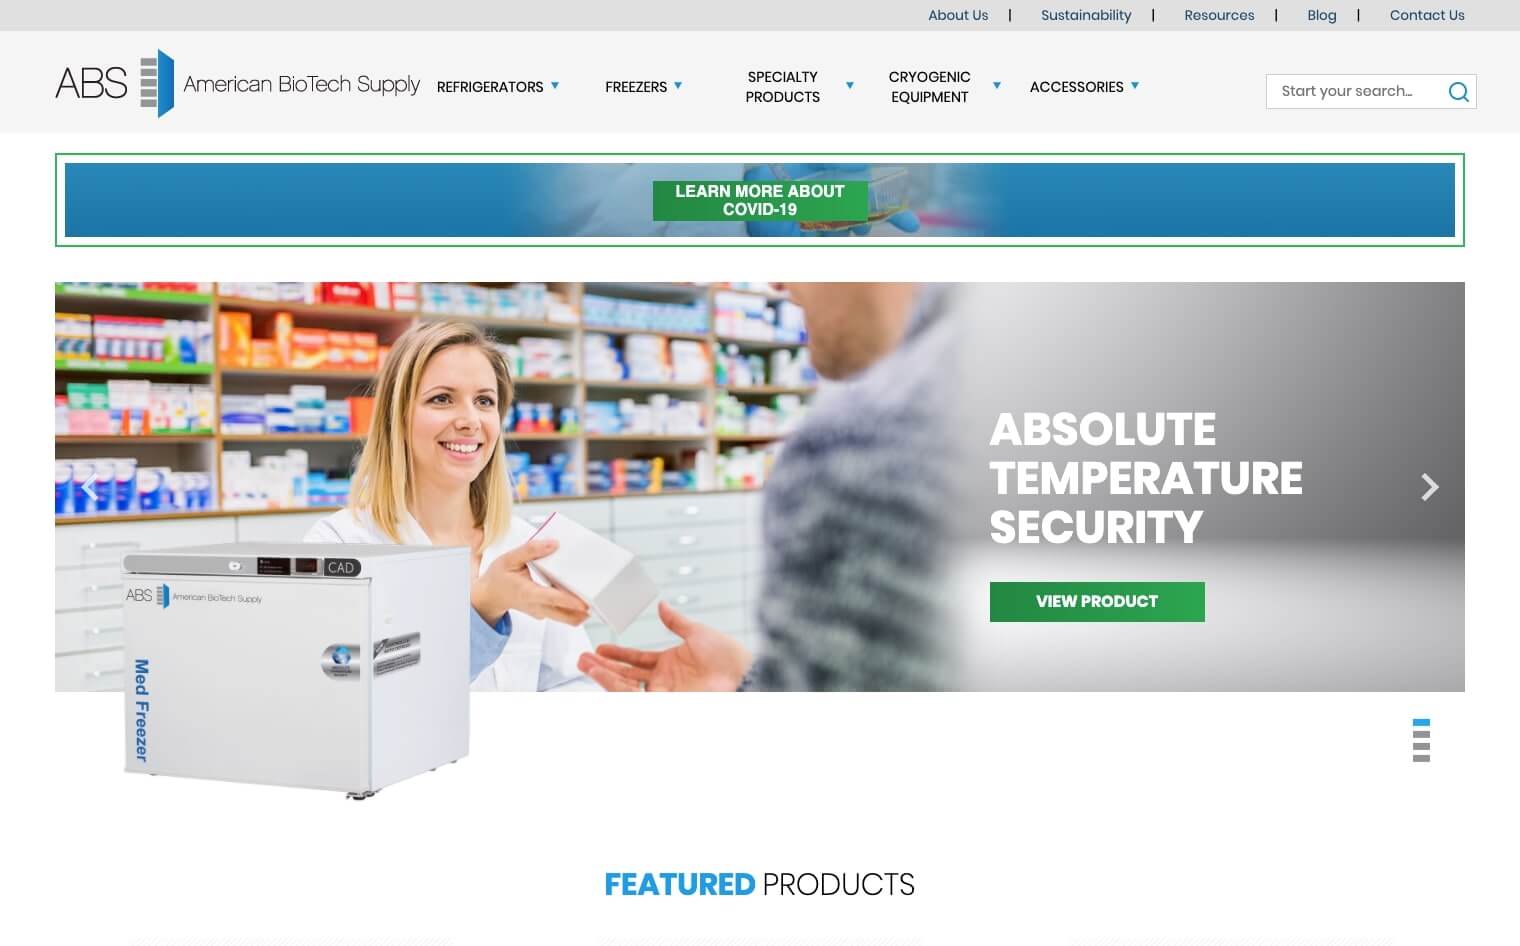 About Us | Sustainability | Resources | Blog | Contact Us
ABS American BioTech Supply
REFRIGERATORS
FREEZERS
SPECIALTY
PRODUCTS
CRYOGENIC
EQUIPMENT
ACCESSORIES
Start your search...
LEARN MORE ABOUT
COVID-19
ABSOLUTE
TEMPERATURE
SECURITY
VIEW PRODUCT
CAD
ABS American BioTech Supply
Med Freezer
FEATURED PRODUCTS